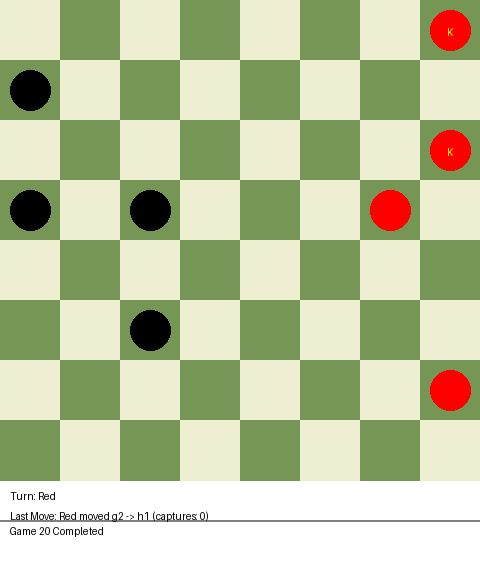 K
K
Turn: Red
Last Move: Red moved g2 -> h1 (captures: 0)
Game 20 Completed